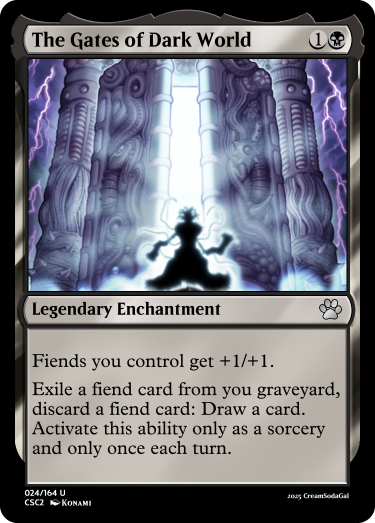 The Gates of Dark World 1
Legendary Enchantment
Fiends you control get +1/+1.
Exile a fiend card from you graveyard,
discard a fiend card: Draw a card.
Activate this ability only as a sorcery
and only once each turn.
024/164 U
CSC2 KONAMI
2025 CreamSodaGal